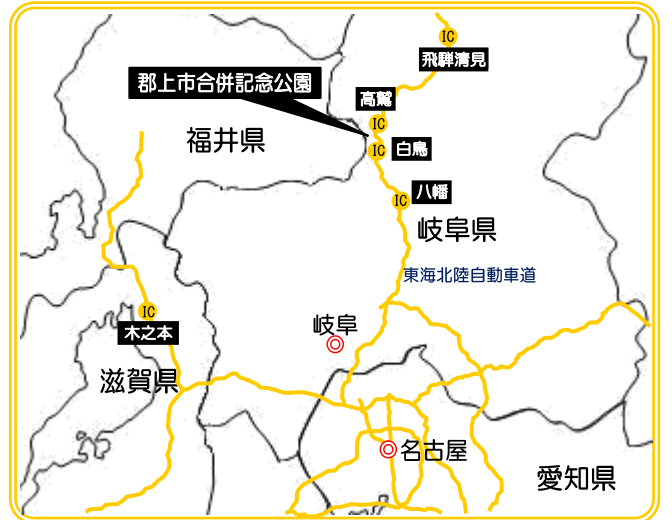 IC
飛騨清見
郡上市合併記念公園
高鷲
IC
福井県
IC
白鳥
IC
八幡
岐阜県
東海北陸自動車道
IC
木之本
岐阜
滋賀県
名古屋
愛知県